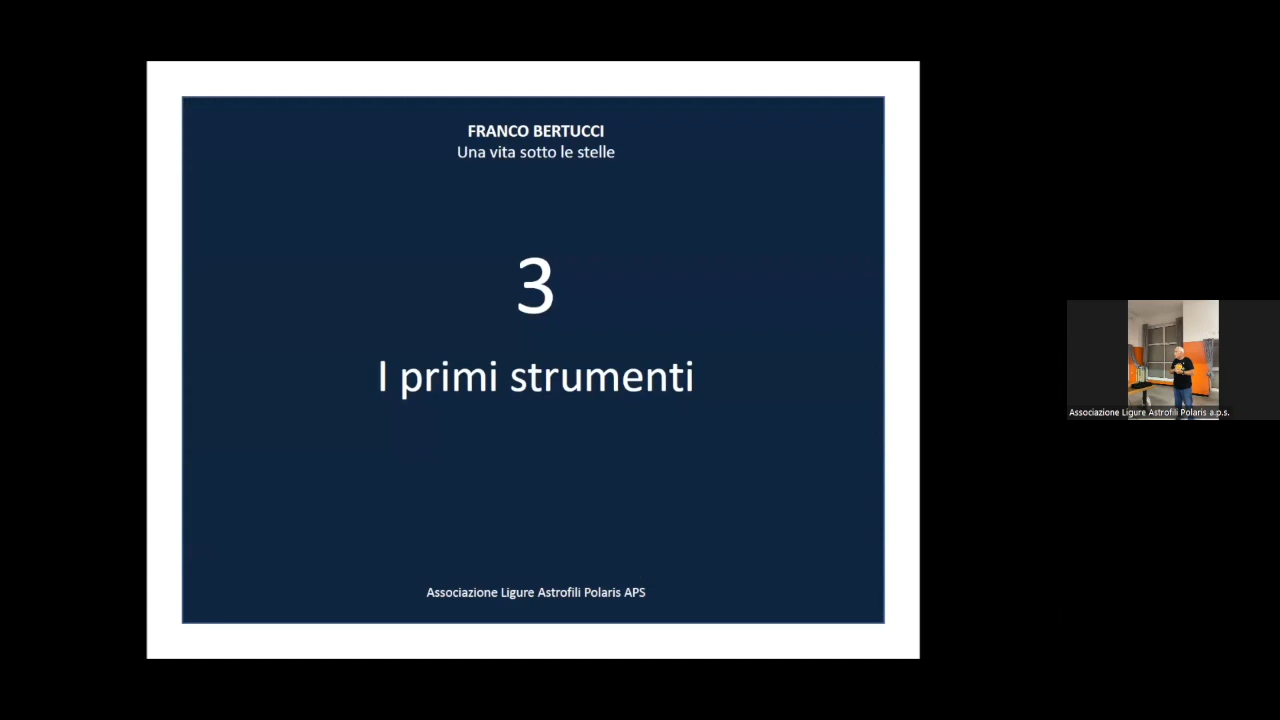 FRANCO BERTUCCI
Una vita sotto le stelle
3
I primi strumenti
Associazione Ligure Astrofili Polaris APS
Associazione Ligure Astrofili Polaris a.p.s.